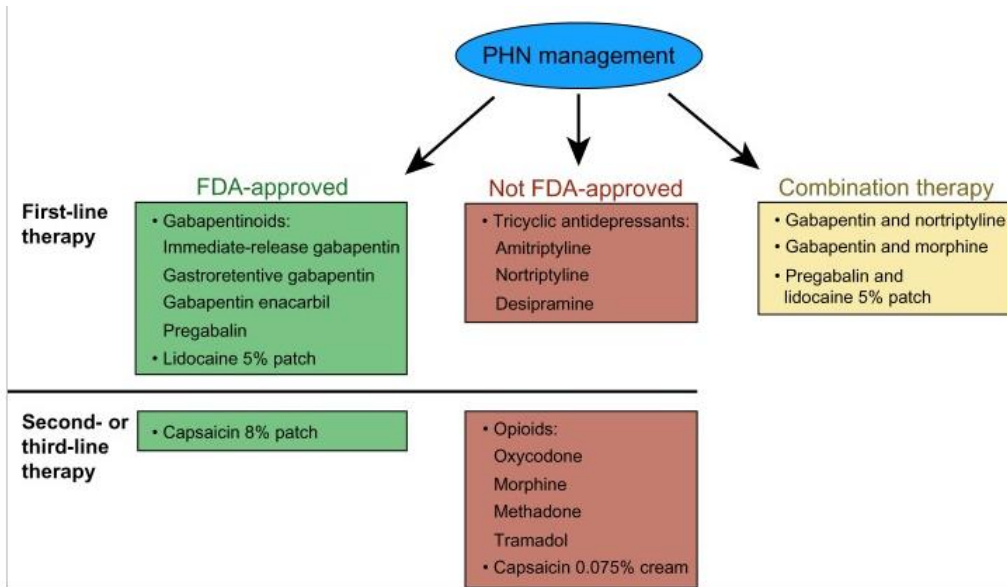 PHN management
FDA-approved
Not FDA-approved
Combination therapy
First-line
therapy
• Gabapentinoids:
Immediate-release gabapentin
Gastroretentive gabapentin
Gabapentin enacarbil
Pregabalin
• Lidocaine 5% patch
• Tricyclic antidepressants:
Amitriptyline
Nortriptyline
Desipramine
• Gabapentin and nortriptyline
• Gabapentin and morphine
• Pregabalin and
lidocaine 5% patch
Second- or
third-line
therapy
• Capsaicin 8% patch
• Opioids:
Oxycodone
Morphine
Methadone
Tramadol
• Capsaicin 0.075% cream